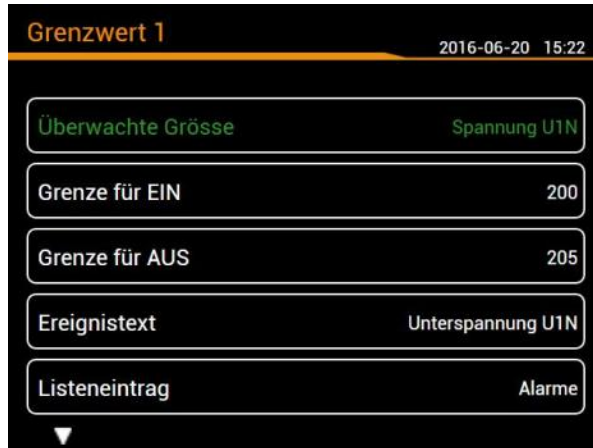 Grenzwert 1
2016-06-20 15:22
Überwachte Grösse Spannung U1N
Grenze für EIN 200
Grenze für AUS 205
Ereignistext Unterspannung U1N
Listeneintrag Alarme